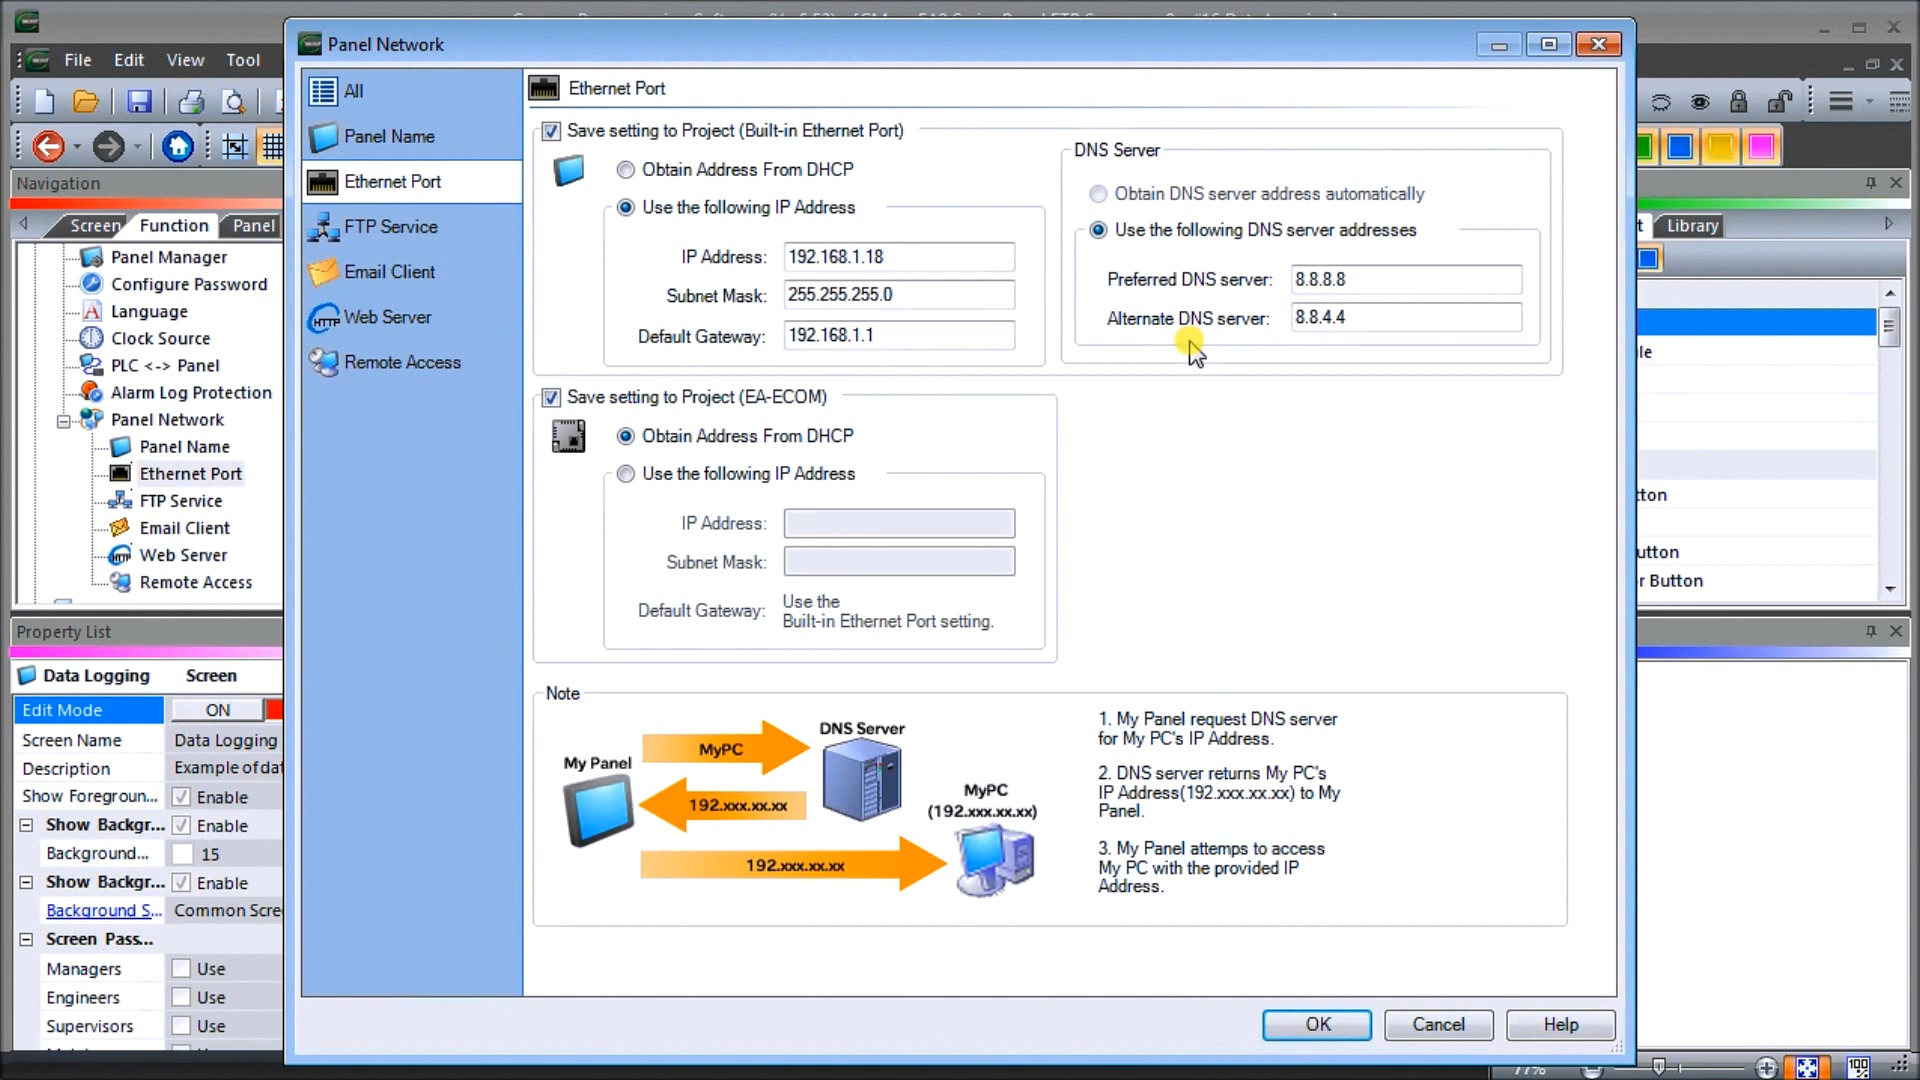 Panel Network
File Edit View Tool
Navigation
Screen Function Panel
Panel Manager
Configure Password
Language
Clock Source
PLC <-> Panel
Alarm Log Protection
Panel Network
Panel Name
Ethernet Port
FTP Service
Email Client
Web Server
Remote Access
Property List
Data Logging Screen
Edit Mode ON
Screen Name Data Logging
Description Example of dat
Show Foregroun... Enable
Show Backgr... Enable
Background... 15
Show Backgr... Enable
Background S... Common Scre
Screen Pass...
Managers Use
Engineers Use
Supervisors Use
All
Panel Name
Ethernet Port
FTP Service
Email Client
Web Server
HTTP
Remote Access
Ethernet Port
Save setting to Project (Built-in Ethernet Port)
Obtain Address From DHCP
Use the following IP Address
IP Address: 192.168.1.18
Subnet Mask: 255.255.255.0
Default Gateway: 192.168.1.1
DNS Server
Obtain DNS server address automatically
Use the following DNS server addresses
Preferred DNS server: 8.8.8.8
Alternate DNS server: 8.8.4.4
Save setting to Project (EA-ECOM)
Obtain Address From DHCP
Use the following IP Address
IP Address:
Subnet Mask:
Default Gateway: Use the
Built-in Ethernet Port setting.
Note
My Panel
MyPC
DNS Server
192.xxx.xx.xx
MyPC
(192.xxx.xx.xx)
192.xxx.xx.xx
1. My Panel request DNS server
for My PC's IP Address.
2. DNS server returns My PC's
IP Address(192.xxx.xx.xx) to My
Panel.
3. My Panel attemps to access
My PC with the provided IP
Address.
OK Cancel Help
t Library
le
tton
utton
r Button
77%
100